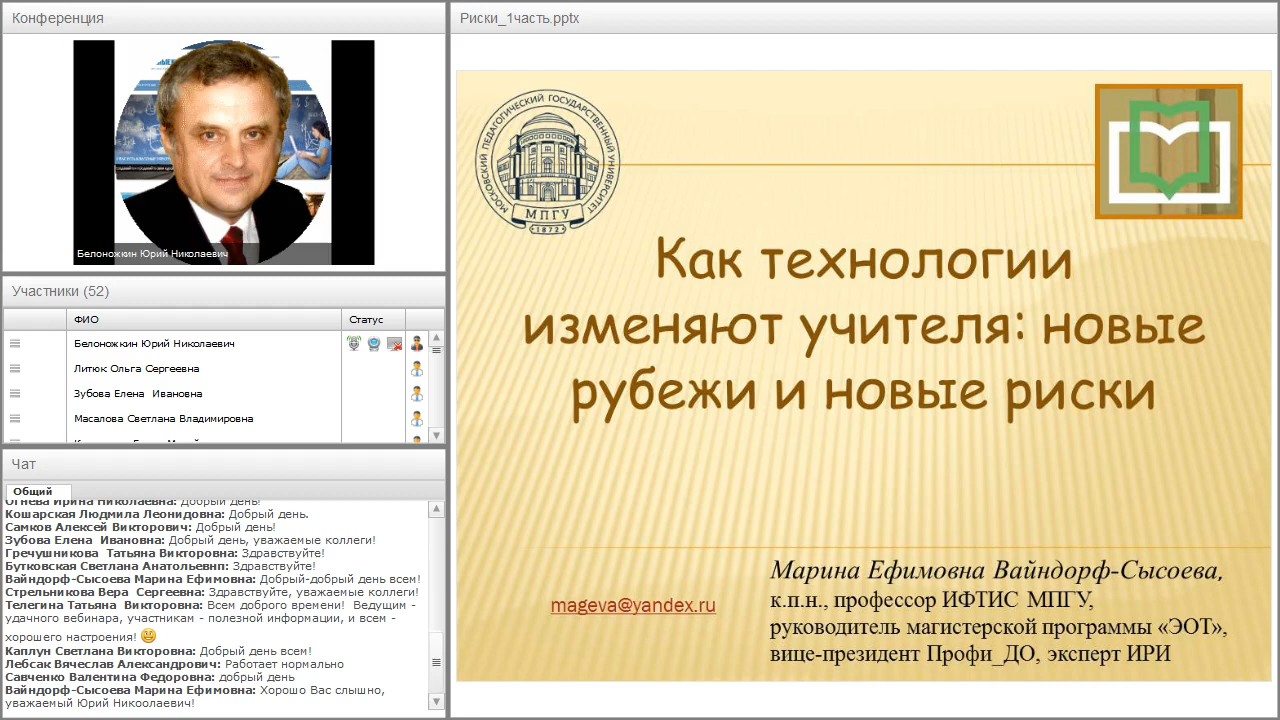 Конференция
Белоножкин Юрий Николаевич
Участники (52)
ФИО
Статус
Белоножкин Юрий Николаевич
Литюк Ольга Сергеевна
Зубова Елена Ивановна
Масалова Светлана Владимировна
Чат
Общий
Огнева Ирина Николаевна: Добрый день!
Кошарская Людмила Леонидовна: Добрый день.
Самков Алексей Викторович: Добрый день!
Зубова Елена Ивановна: Добрый день, уважаемые коллеги!
Гречушникова Татьяна Викторовна: Здравствуйте!
Бутковская Светлана Анатольевнп: Здравствуйте!
Вайндорф-Сысоева Марина Ефимовна: Добрый-добрый день всем!
Стрельникова Вера Сергеевна: Здравствуйте, уважаемые коллеги!
Телегина Татьяна Викторовна: Всем доброго времени! Ведущим -
удачного вебинара, участникам - полезной информации, и всем -
хорошего настроения!
Каплун Светлана Викторовна: Добрый день всем!
Лебсак Вячеслав Александрович: Работает нормально
Савченко Валентина Федоровна: добрый день
Вайндорф-Сысоева Марина Ефимовна: Хорошо Вас слышно,
уважаемый Юрий Никоолаевич!
Риски_1часть.pptx
МОСКОВСКИЙ ПЕДАГОГИЧЕСКИЙ ГОСУДАРСТВЕННЫЙ УНИВЕРСИТЕТ
МПГУ
1872
Как технологии
изменяют учителя: новые
рубежи и новые риски
mageva@yandex.ru
Марина Ефимовна Вайндорф-Сысоева,
к.п.н., профессор ИФТИС МПГУ,
руководитель магистерской программы «ЭОТ»,
вице-президент Профи_ДО, эксперт ИРИ